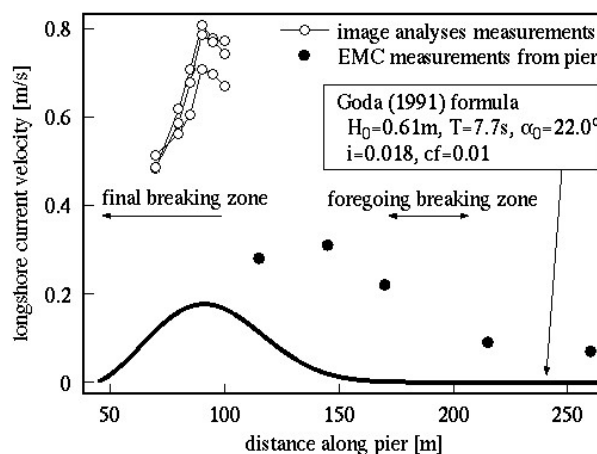 0.8
0.6
0.4
0.2
0
longshore current velocity [m/s]
image analyses measurements
EMC measurements from pier
Goda (1991) formula
H0=0.61m, T=7.7s, α0=22.0°
i=0.018, cf=0.01
final breaking zone
foregoing breaking zone
50 100 150 200 250
distance along pier [m]